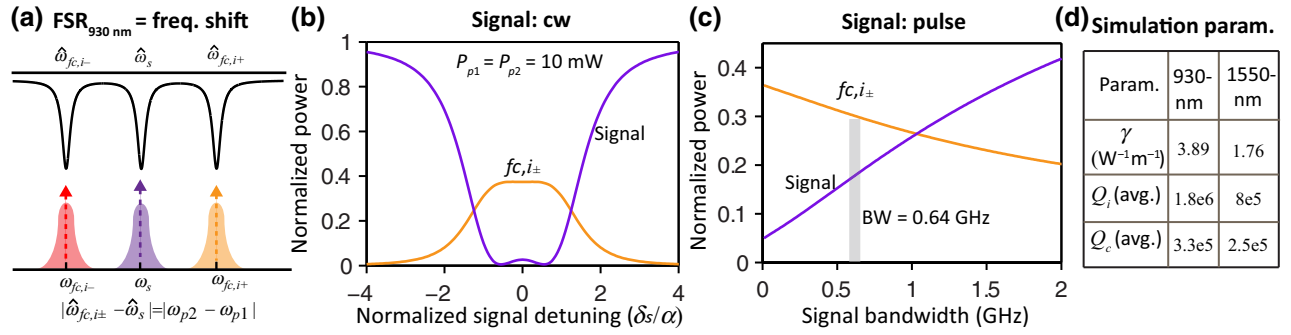 (a) FSR930 nm = freq. shift
ω̂fc,i− ω̂s ω̂fc,i+
ωfc,i− ωs ωfc,i+
|ω̂fc,i± − ω̂s|=|ωp2 − ωp1|
(b) Signal: cw
Normalized power
1
0.8
0.6
0.4
0.2
0
Pp1 = Pp2 = 10 mW
Signal
fc,i±
−4 −2 0 2 4
Normalized signal detuning (δs/α)
(c) Signal: pulse
Normalized power
0.4
0.3
0.2
0.1
0.0
fc,i±
Signal
BW = 0.64 GHz
0 0.5 1 1.5 2
Signal bandwidth (GHz)
(d) Simulation param.
Param. 930-nm 1550-nm
γ (W−1m−1) 3.89 1.76
Qi (avg.) 1.8e6 8e5
Qc (avg.) 3.3e5 2.5e5